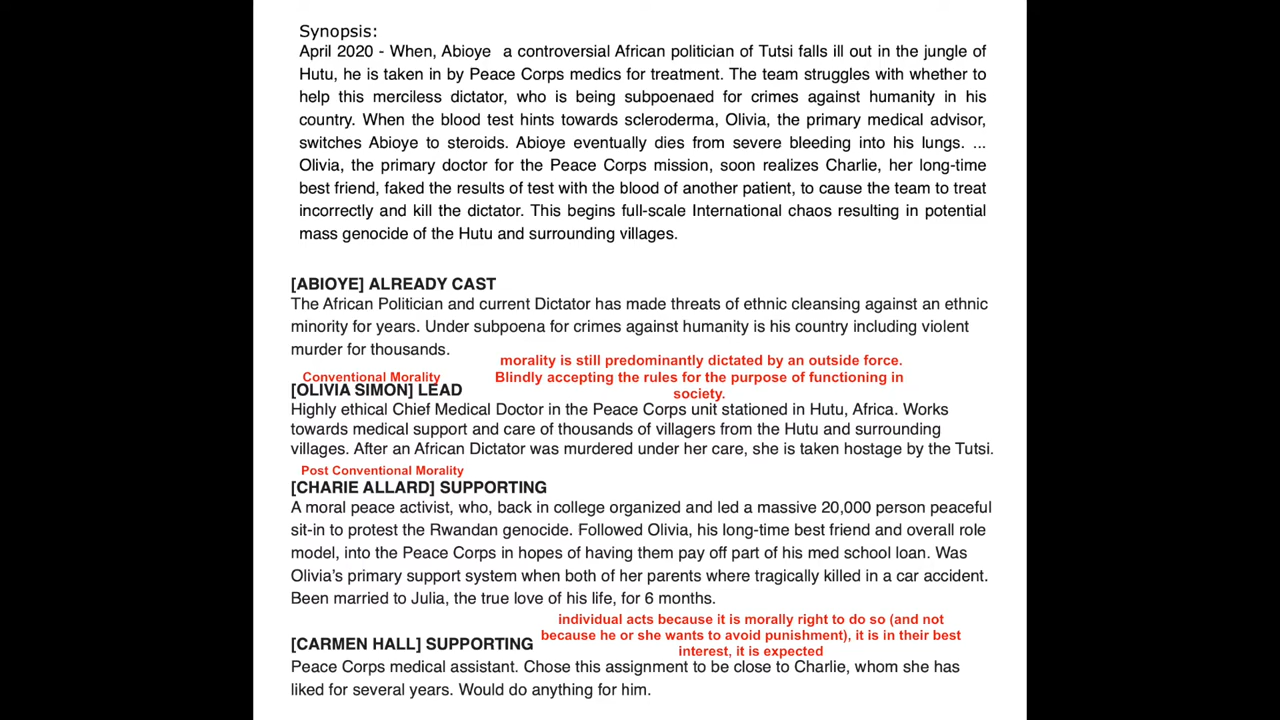 Synopsis:
April 2020 - When, Abioye a controversial African politician of Tutsi falls ill out in the jungle of
Hutu, he is taken in by Peace Corps medics for treatment. The team struggles with whether to
help this merciless dictator, who is being subpoenaed for crimes against humanity in his
country. When the blood test hints towards scleroderma, Olivia, the primary medical advisor,
switches Abioye to steroids. Abioye eventually dies from severe bleeding into his lungs. ...
Olivia, the primary doctor for the Peace Corps mission, soon realizes Charlie, her long-time
best friend, faked the results of test with the blood of another patient, to cause the team to treat
incorrectly and kill the dictator. This begins full-scale International chaos resulting in potential
mass genocide of the Hutu and surrounding villages.
[ABIOYE] ALREADY CAST
The African Politician and current Dictator has made threats of ethnic cleansing against an ethnic
minority for years. Under subpoena for crimes against humanity is his country including violent
murder for thousands.
morality is still predominantly dictated by an outside force.
Blindly accepting the rules for the purpose of functioning in
society.
Conventional Morality
[OLIVIA SIMON] LEAD
Highly ethical Chief Medical Doctor in the Peace Corps unit stationed in Hutu, Africa. Works
towards medical support and care of thousands of villagers from the Hutu and surrounding
villages. After an African Dictator was murdered under her care, she is taken hostage by the Tutsi.
Post Conventional Morality
[CHARIE ALLARD] SUPPORTING
A moral peace activist, who, back in college organized and led a massive 20,000 person peaceful
sit-in to protest the Rwandan genocide. Followed Olivia, his long-time best friend and overall role
model, into the Peace Corps in hopes of having them pay off part of his med school loan. Was
Olivia's primary support system when both of her parents where tragically killed in a car accident.
Been married to Julia, the true love of his life, for 6 months.
individual acts because it is morally right to do so (and not
because he or she wants to avoid punishment), it is in their best
interest, it is expected
[CARMEN HALL] SUPPORTING
Peace Corps medical assistant. Chose this assignment to be close to Charlie, whom she has
liked for several years. Would do anything for him.